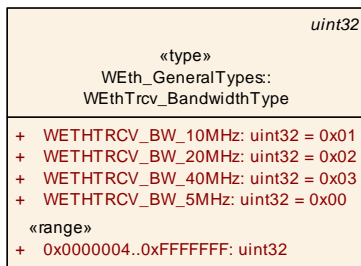 uint32
«type»
WEth_GeneralTypes::
WEthTrcv_BandwidthType
+ WETHTRCV_BW_10MHz: uint32 = 0x01
+ WETHTRCV_BW_20MHz: uint32 = 0x02
+ WETHTRCV_BW_40MHz: uint32 = 0x03
+ WETHTRCV_BW_5MHz: uint32 = 0x00
«range»
+ 0x0000004..0xFFFFFFF: uint32